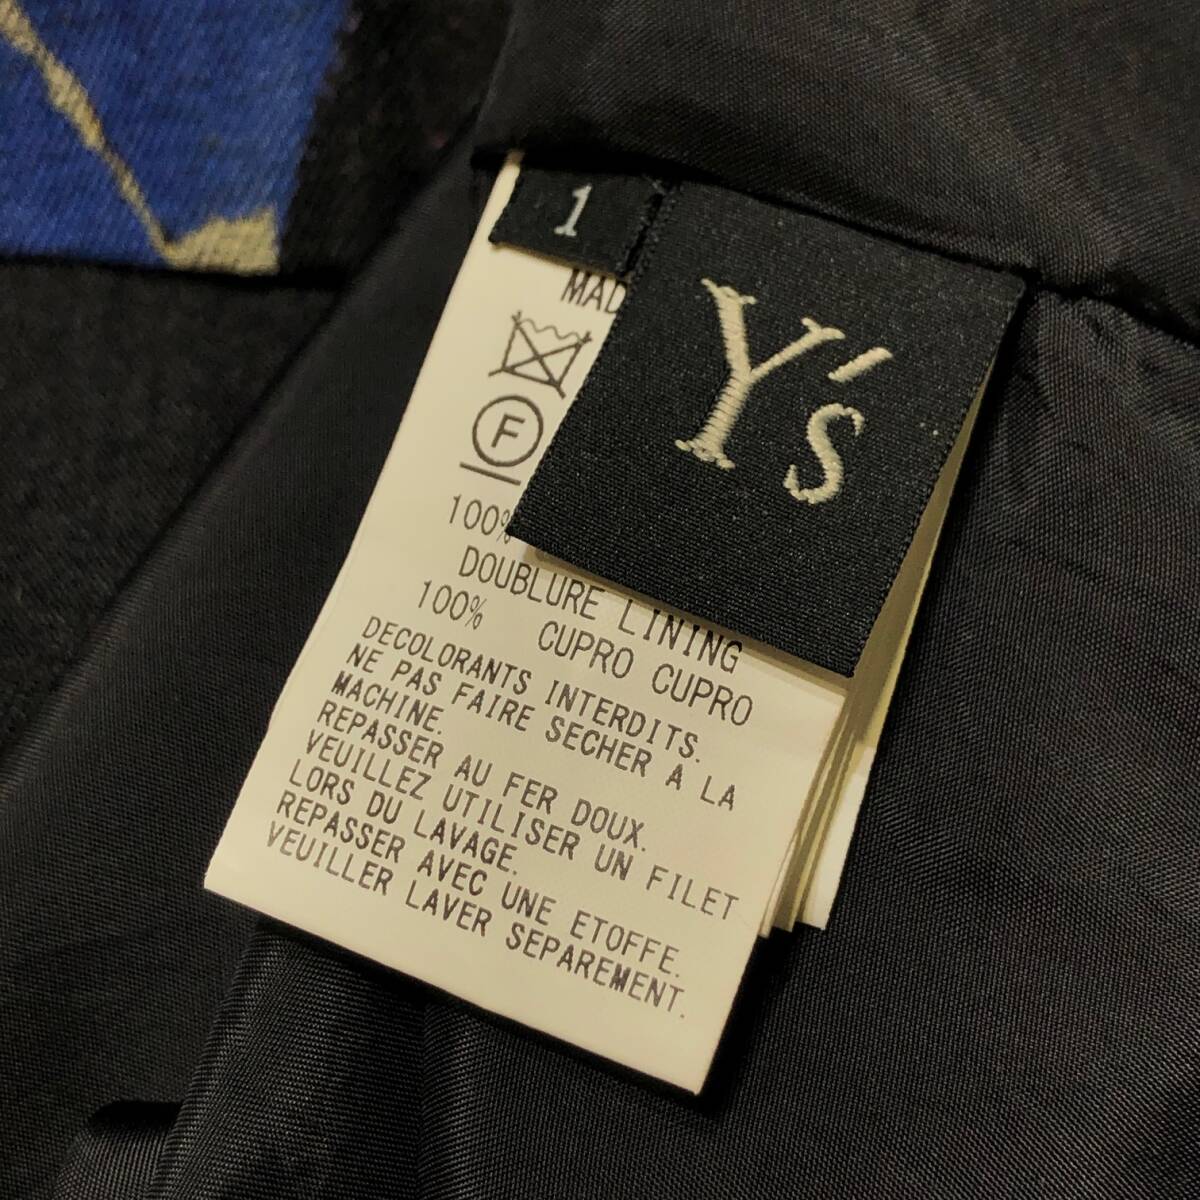 1
Y's
F
100%
DOUBLURE LINING
100% CUPRO CUPRO
DECOLORANTS INTERDITS.
NE PAS FAIRE SECHER A LA
MACHINE.
REPASSER AU FER DOUX.
VEUILLEZ UTILISER UN FILET
LORS DU LAVAGE.
REPASSER AVEC UNE ETOFFE.
VEUILLER LAVER SEPAREMENT.